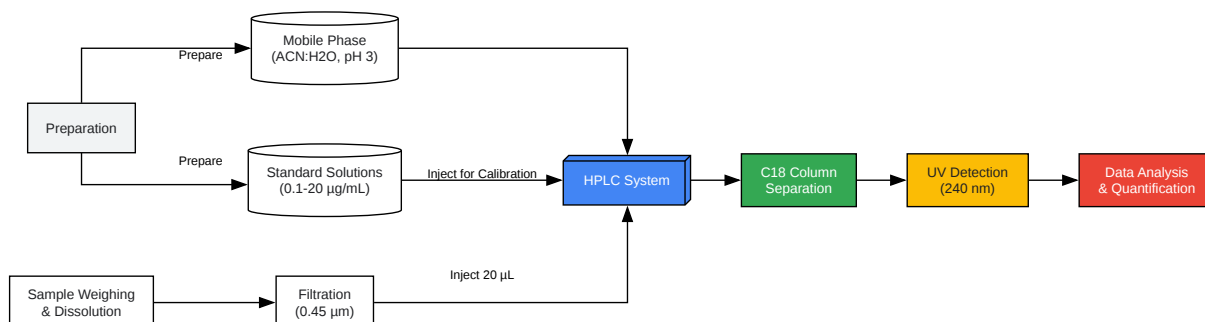 Mobile Phase
(ACN:H2O, pH 3)
Prepare
Preparation
Prepare
Standard Solutions
(0.1-20 µg/mL)
Inject for Calibration
HPLC System
C18 Column
Separation
UV Detection
(240 nm)
Data Analysis
& Quantification
Inject 20 µL
Sample Weighing
& Dissolution
Filtration
(0.45 µm)